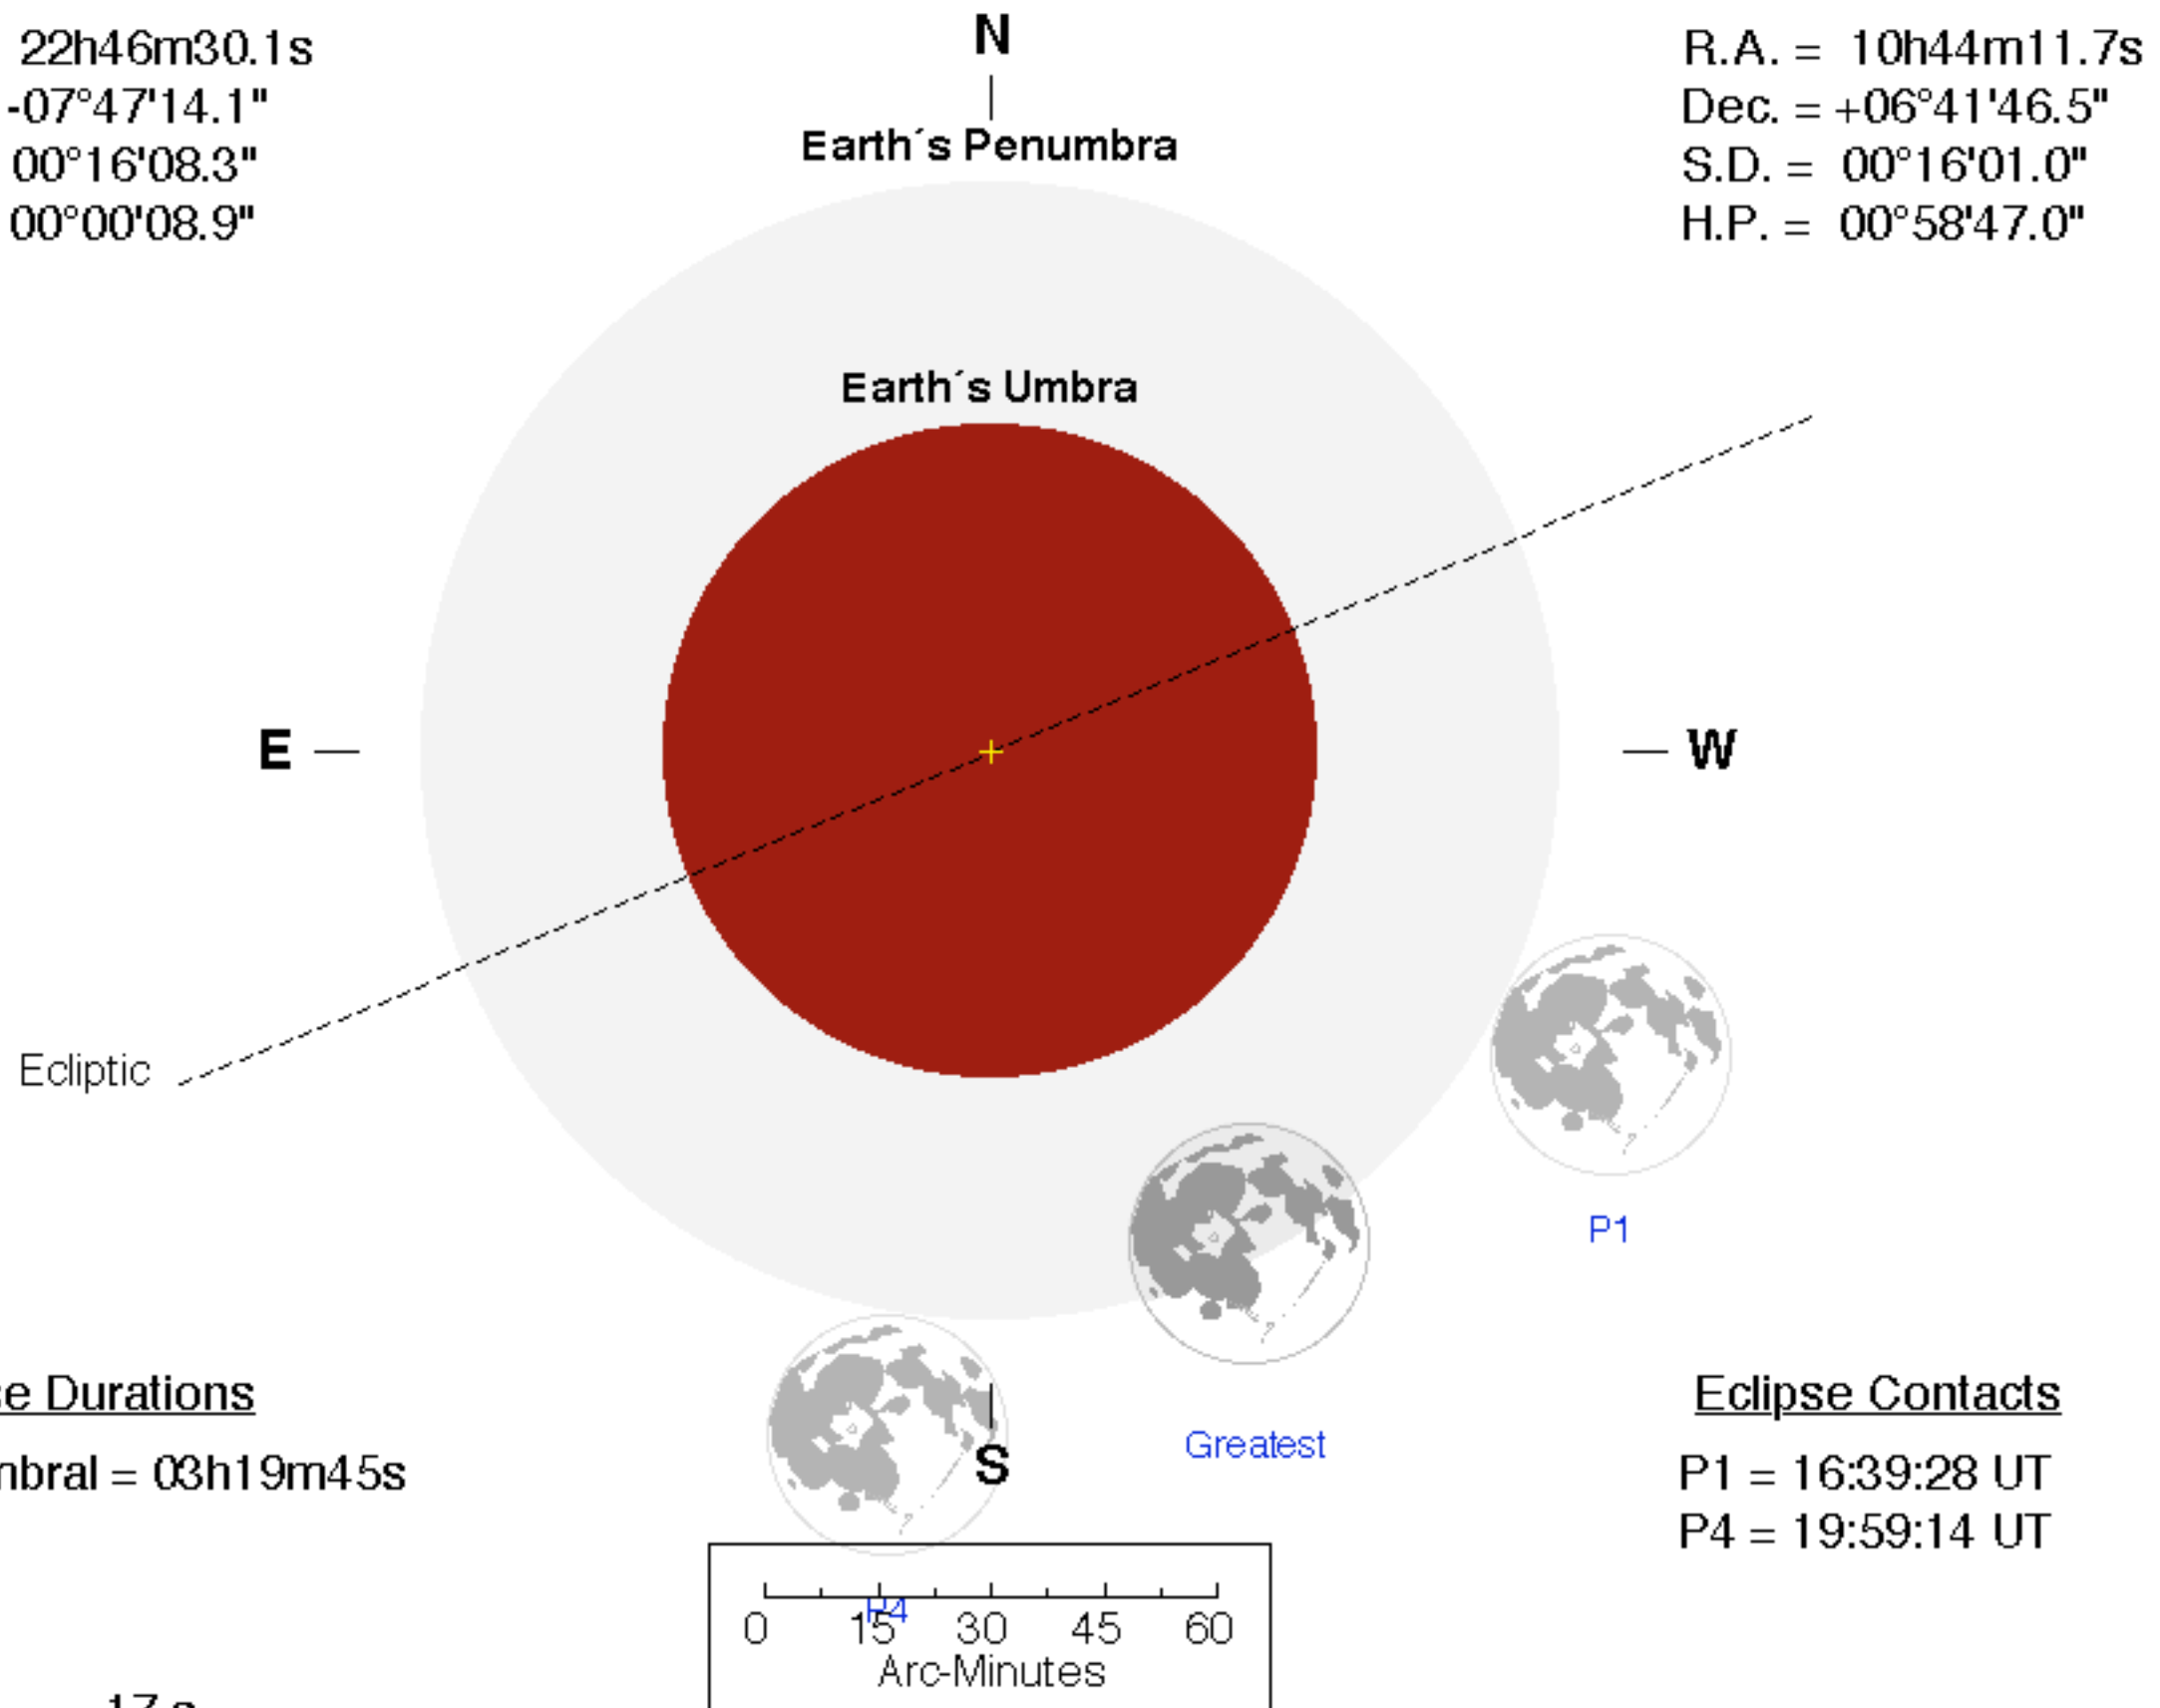 22h46m30.1s
-07°47'14.1"
00°16'08.3"
00°00'08.9"
N
R.A. = 10h44m11.7s
Dec. = +06°41'46.5"
S.D. = 00°16'01.0"
H.P. = 00°58'47.0"
Earth´s Penumbra
Earth´s Umbra
E
W
Ecliptic
P1
Greatest
S
se Durations
mbral = 03h19m45s
Eclipse Contacts
P1 = 16:39:28 UT
P4 = 19:59:14 UT
P4
0 15 30 45 60
Arc-Minutes